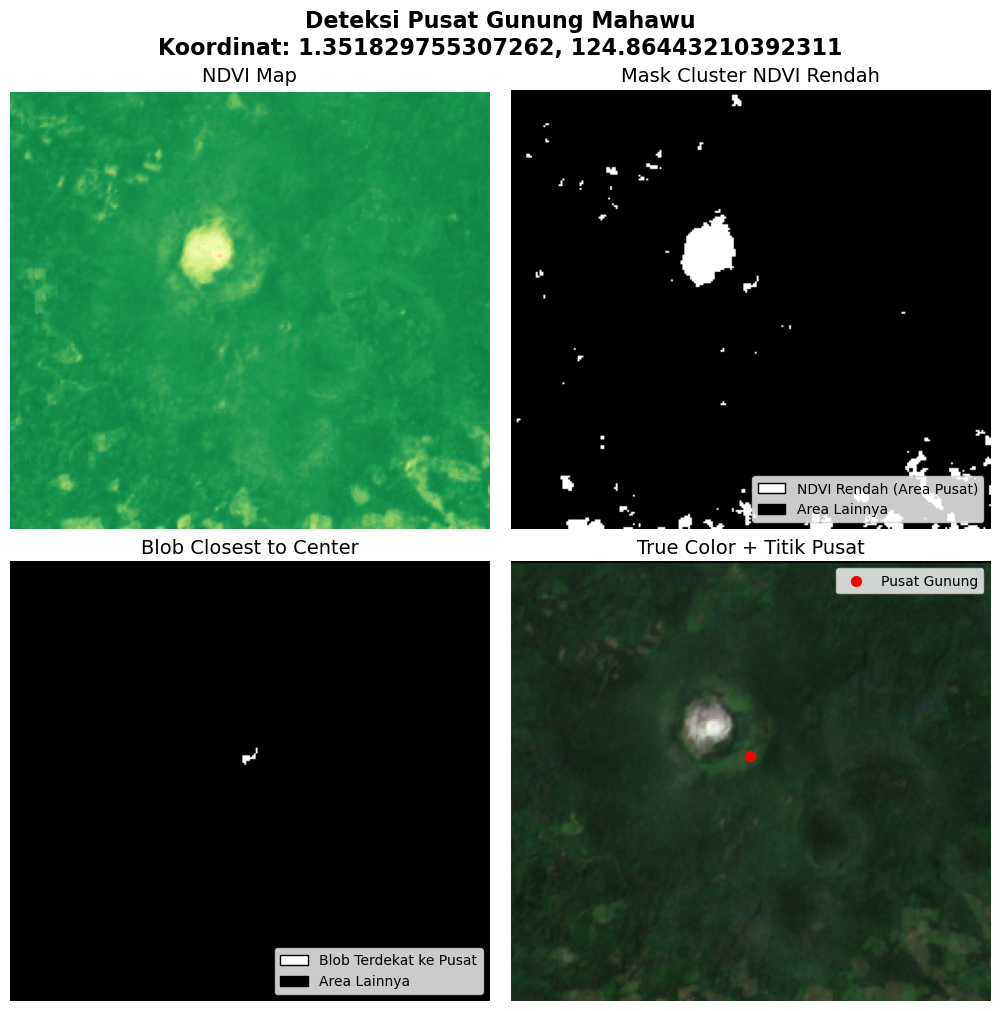 Deteksi Pusat Gunung Mahawu
Koordinat: 1.351829755307262, 124.86443210392311
NDVI Map
Mask Cluster NDVI Rendah
NDVI Rendah (Area Pusat)
Area Lainnya
Blob Closest to Center
True Color + Titik Pusat
Pusat Gunung
Blob Terdekat ke Pusat
Area Lainnya